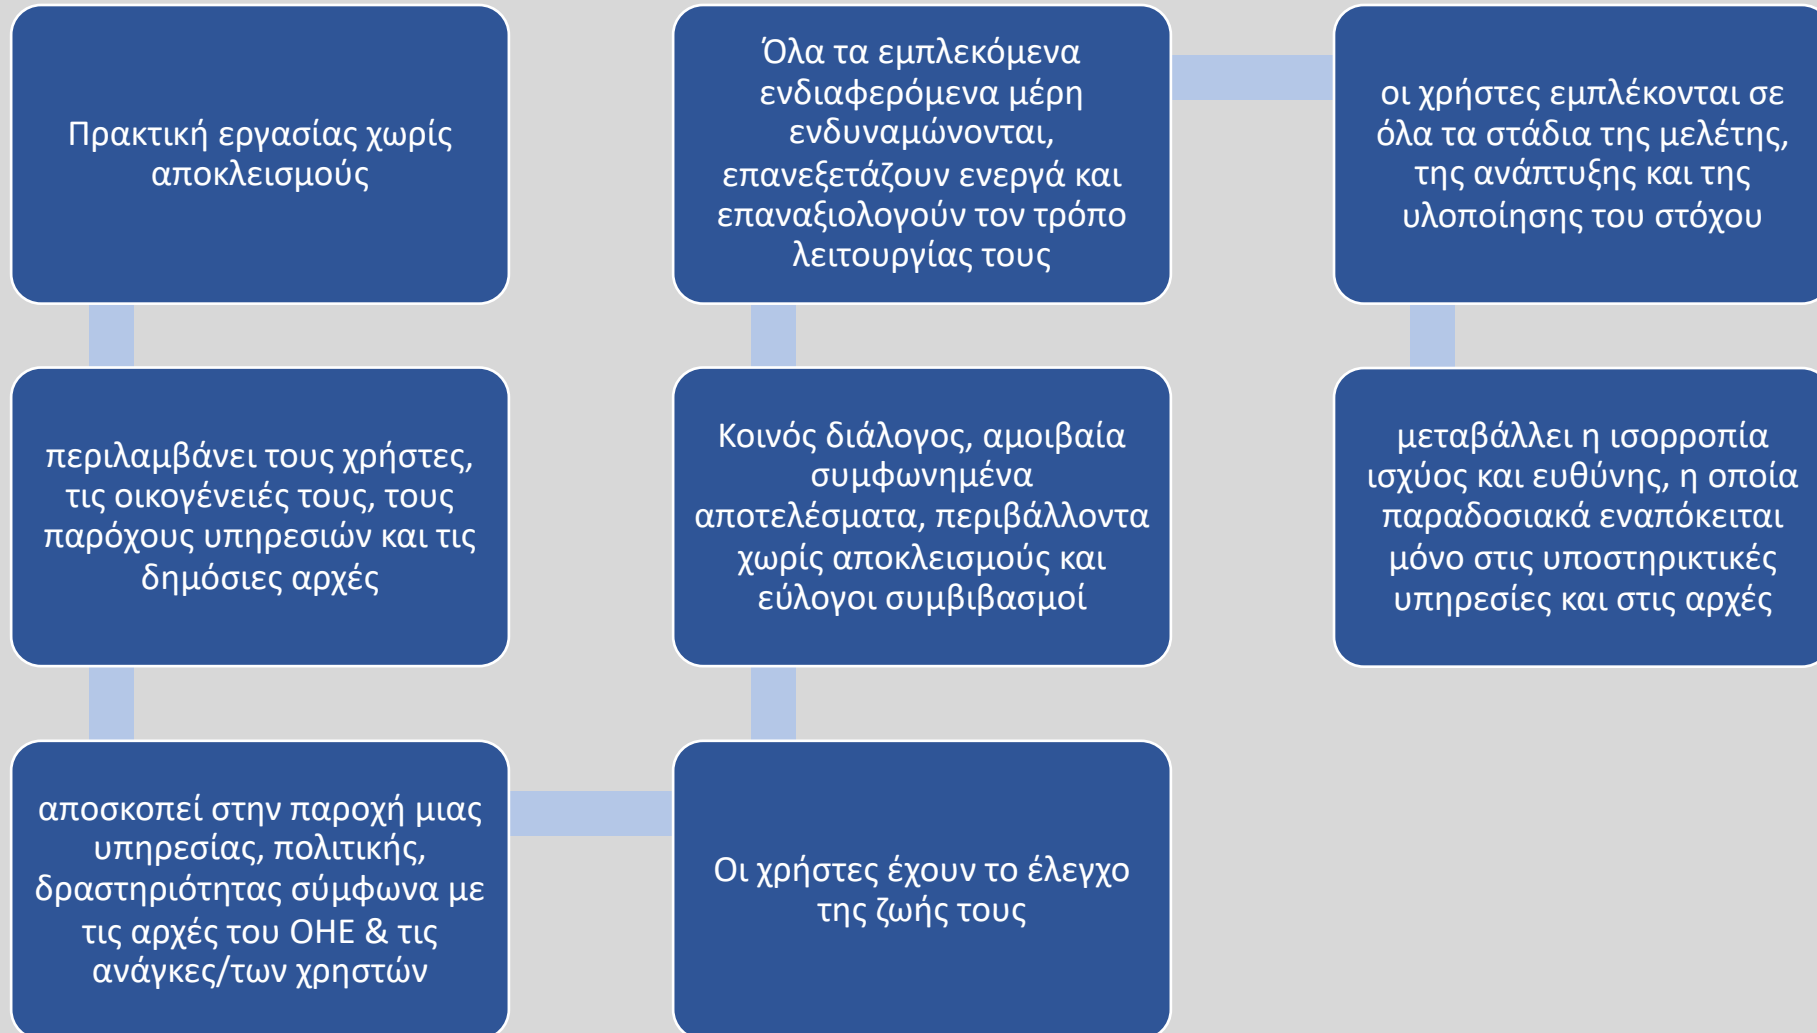 Πρακτική εργασίας χωρίς
αποκλεισμούς
περιλαμβάνει τους χρήστες,
τις οικογένειές τους, τους
παρόχους υπηρεσιών και τις
δημόσιες αρχές
αποσκοπεί στην παροχή μιας
υπηρεσίας, πολιτικής,
δραστηριότητας σύμφωνα με
τις αρχές του ΟΗΕ & τις
ανάγκες/των χρηστών
Οι χρήστες έχουν το έλεγχο
της ζωής τους
Κοινός διάλογος, αμοιβαία
συμφωνημένα
αποτελέσματα, περιβάλλοντα
χωρίς αποκλεισμούς και
εύλογοι συμβιβασμοί
Όλα τα εμπλεκόμενα
ενδιαφερόμενα μέρη
ενδυναμώνονται,
επανεξετάζουν ενεργά και
επαναξιολογούν τον τρόπο
λειτουργίας τους
οι χρήστες εμπλέκονται σε
όλα τα στάδια της μελέτης,
της ανάπτυξης και της
υλοποίησης του στόχου
μεταβάλλει η ισορροπία
ισχύος και ευθύνης, η οποία
παραδοσιακά εναπόκειται
μόνο στις υποστηρικτικές
υπηρεσίες και στις αρχές